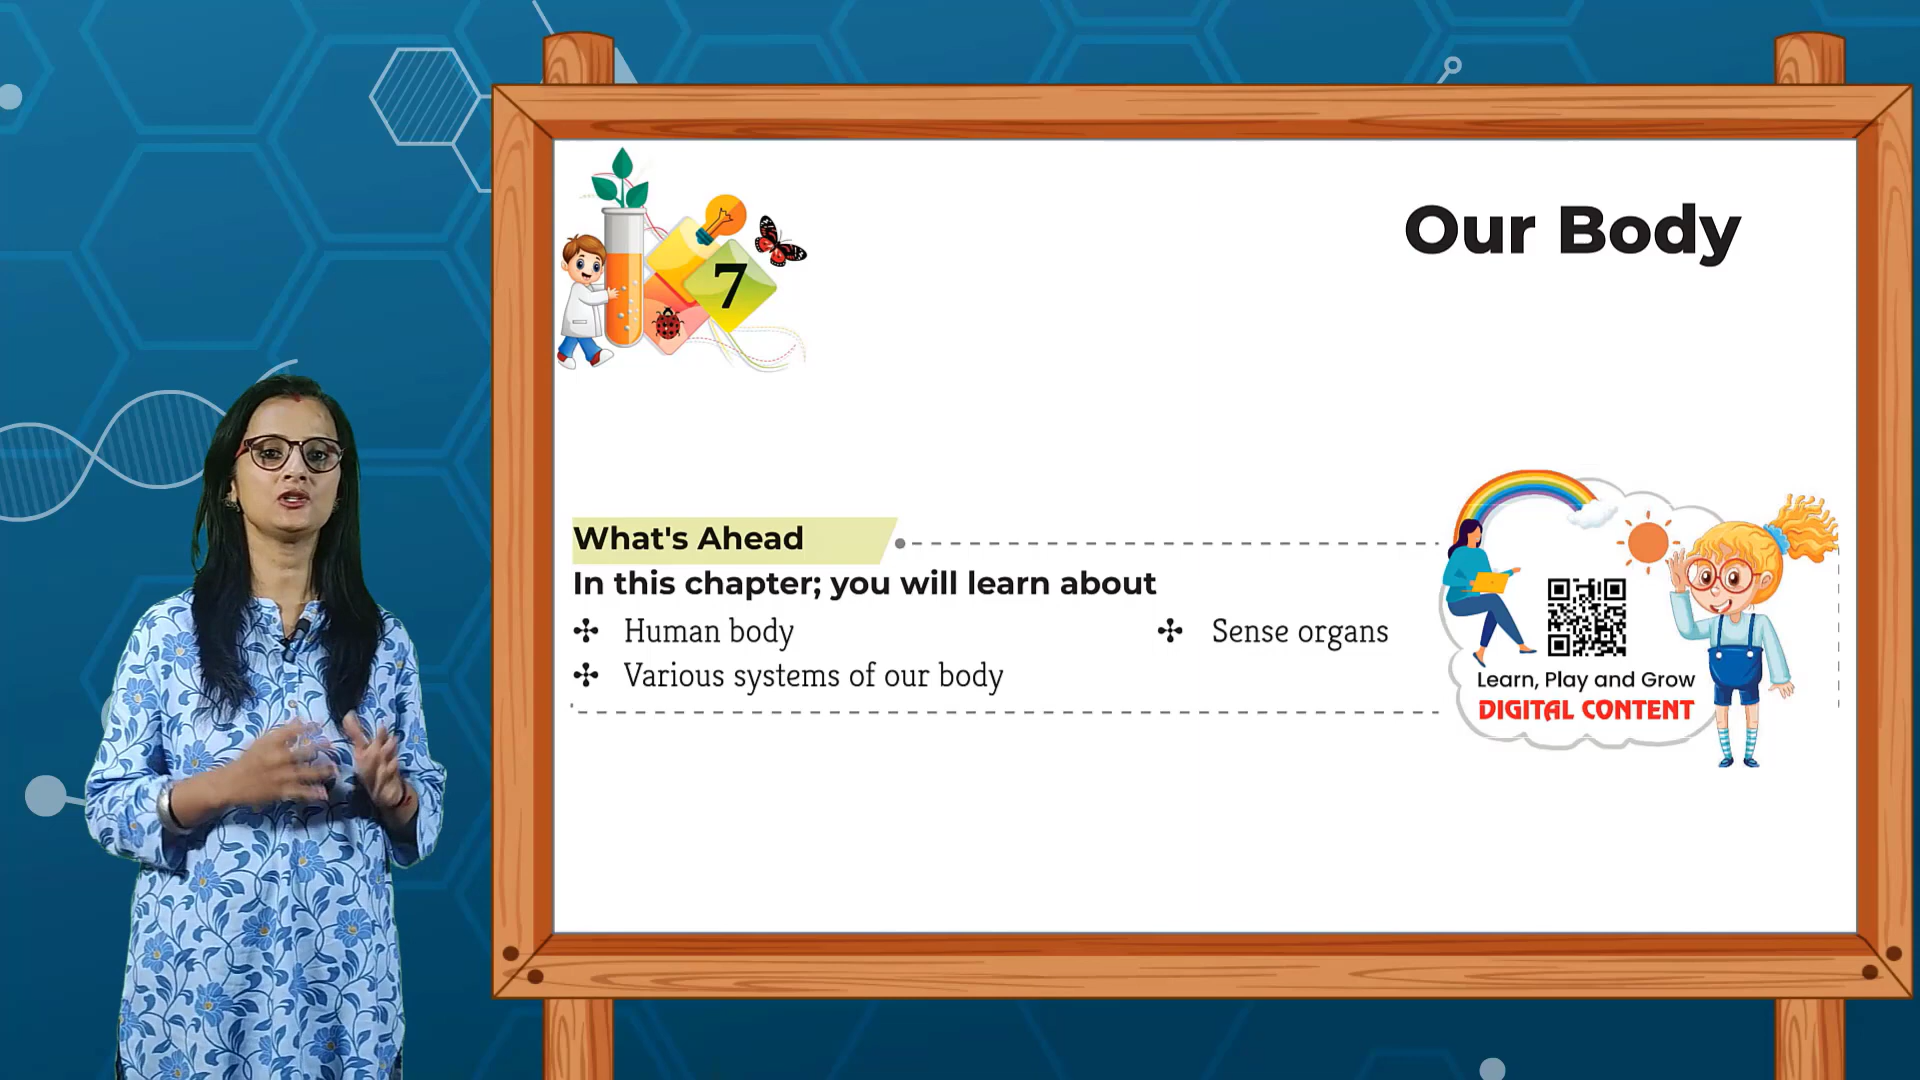 7
Our Body
What's Ahead
In this chapter; you will learn about
Human body
Sense organs
Various systems of our body
Learn, Play and Grow
DIGITAL CONTENT